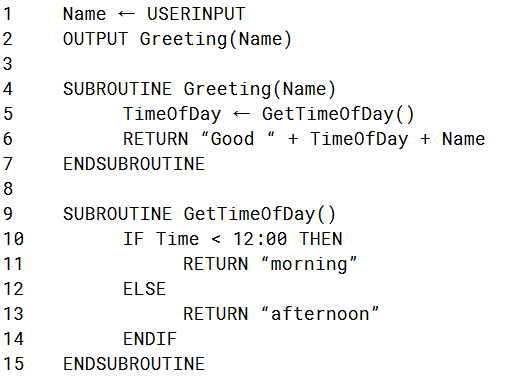 1 Name ← USERINPUT
2 OUTPUT Greeting(Name)
3
4 SUBROUTINE Greeting(Name)
5 TimeOfDay ← GetTimeOfDay()
6 RETURN “Good “ + TimeOfDay + Name
7 ENDSUBROUTINE
8
9 SUBROUTINE GetTimeOfDay()
10 IF Time < 12:00 THEN
11 RETURN “morning”
12 ELSE
13 RETURN “afternoon”
14 ENDIF
15 ENDSUBROUTINE